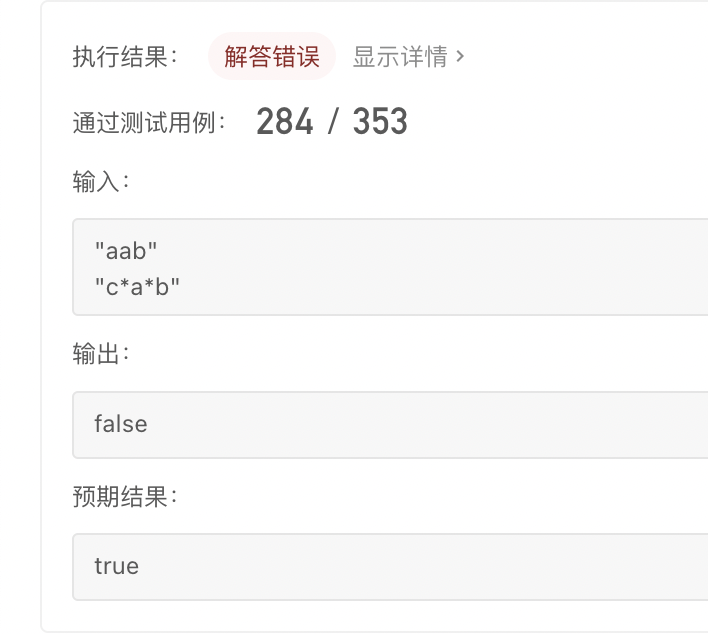 执行结果： 解答错误 显示详情 >
通过测试用例： 284 / 353
输入：
"aab"
"c*a*b"
输出：
false
预期结果：
true